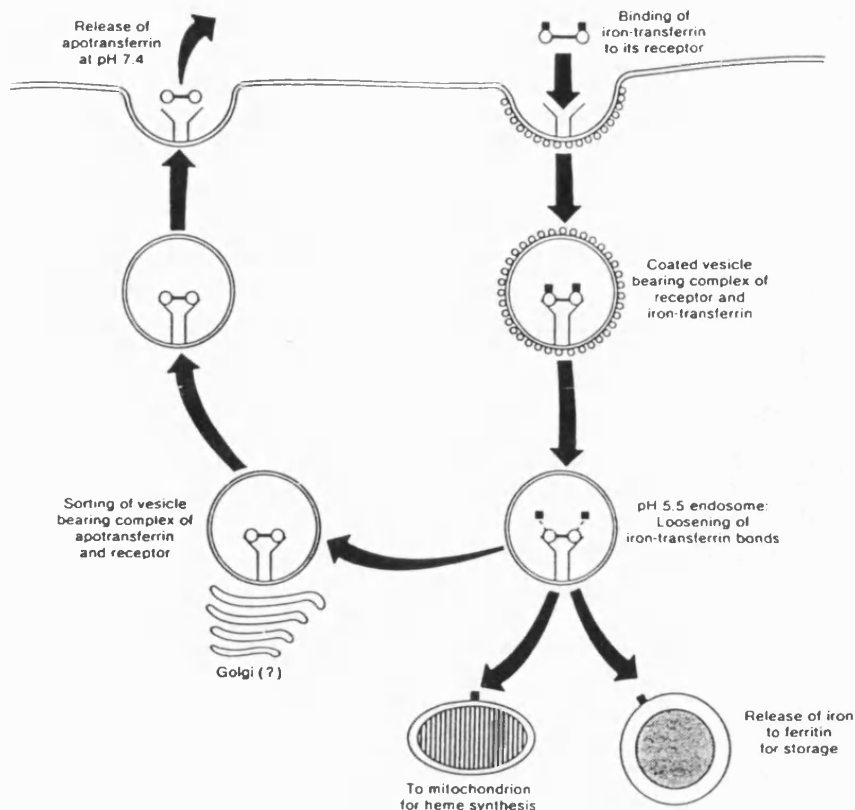 Release of
apotransferrin
at pH 7.4
Binding of
iron-transferrin
to its receptor
Coated vesicle
bearing complex of
receptor and
iron-transferrin
Sorting of vesicle
bearing complex of
apotransferrin
and receptor
pH 5.5 endosome:
Loosening of
iron-transferrin bonds
Golgi (?)
To mitochondrion
for heme synthesis
Release of iron
to ferritin
for storage